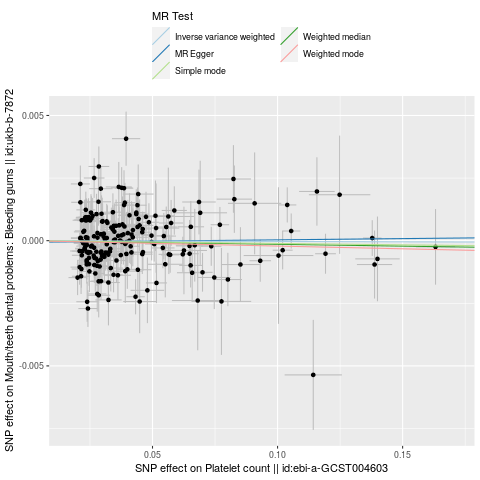 MR Test
Inverse variance weighted
Weighted median
MR Egger
Weighted mode
Simple mode
SNP effect on Mouth/teeth dental problems: Bleeding gums || id:ukb-b-7872
0.005
0.000
-0.005
0.05
0.10
0.15
SNP effect on Platelet count || id:ebi-a-GCST004603